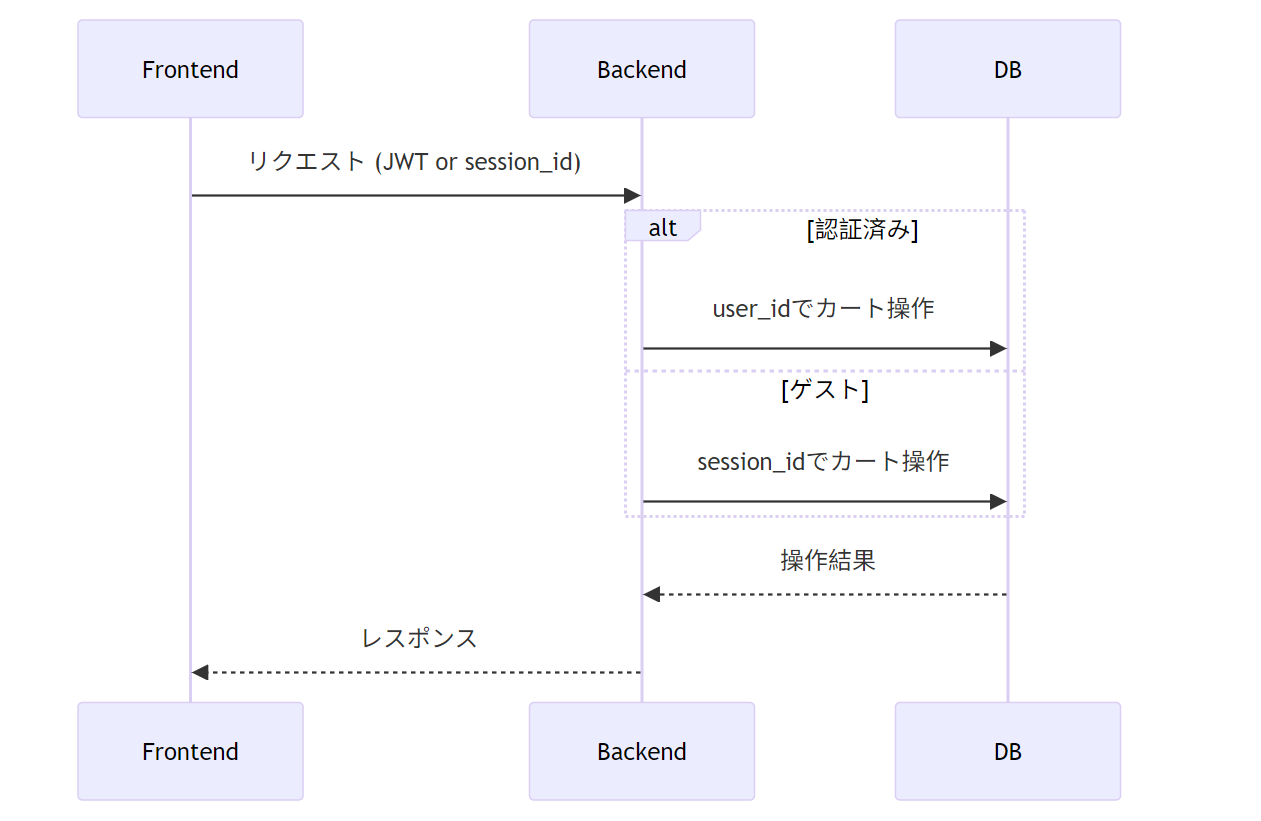 Frontend
Backend
DB
リクエスト (JWT or session_id)
alt
[認証済み]
user_idでカート操作
[ゲスト]
session_idでカート操作
操作結果
レスポンス
Frontend
Backend
DB